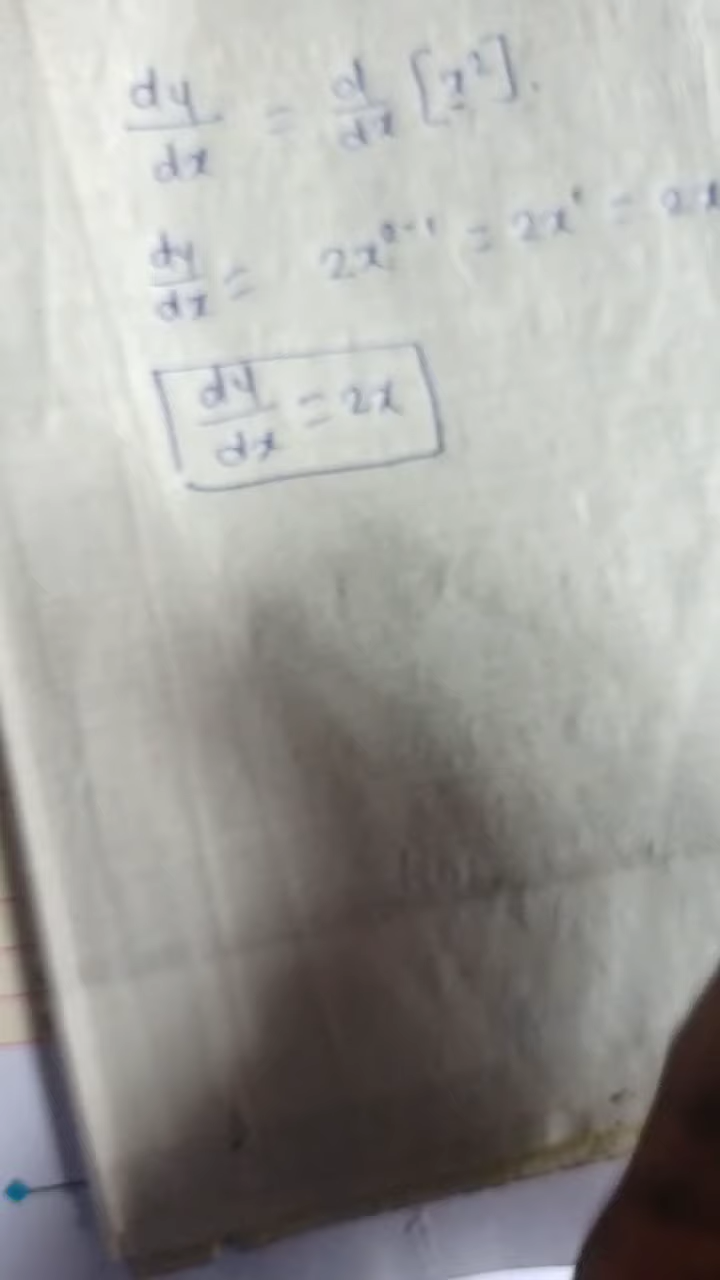 dy/dx = d/dx [x²].
dy/dx = 2x²⁻¹ = 2x¹ = 2x
dy/dx = 2x